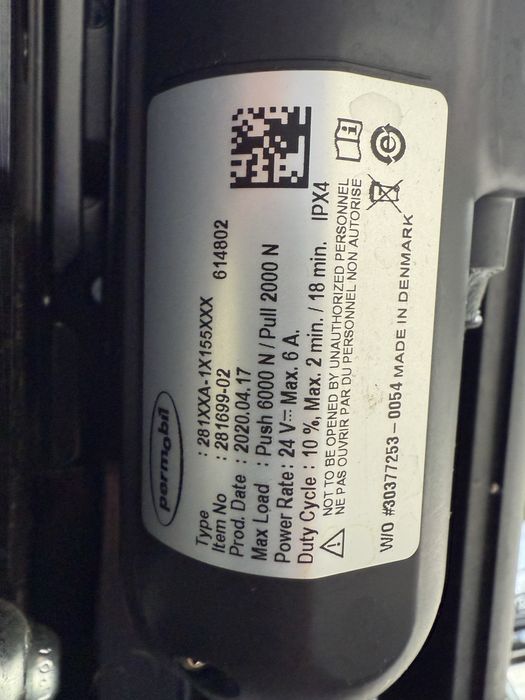 permobil
Type : 281XXA-1X155XXX 614802
Item No : 281699-02
Prod. Date : 2020.04.17
Max Load : Push 6000 N / Pull 2000 N
Power Rate : 24 V⎓ Max. 6 A.
Duty Cycle : 10 %, Max. 2 min. / 18 min. IPX4
NOT TO BE OPENED BY UNAUTHORIZED PERSONNEL
NE PAS OUVRIR PAR DU PERSONNEL NON AUTORISE
W/O #30377253 – 0054 MADE IN DENMARK